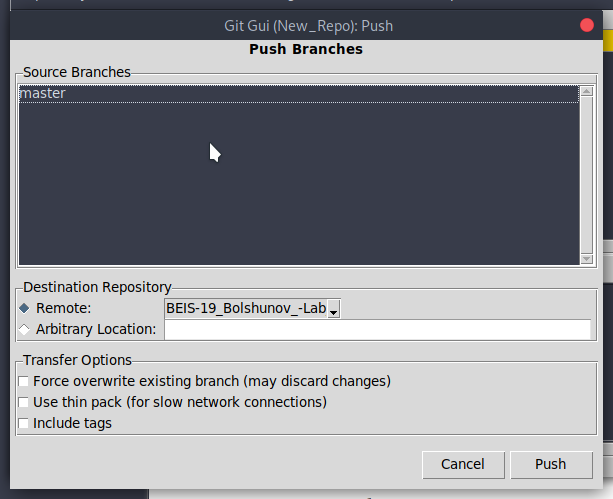 Git Gui (New_Repo): Push
Push Branches
Source Branches
master
Destination Repository
Remote: BEIS-19_Bolshunov_-Lab
Arbitrary Location:
Transfer Options
Force overwrite existing branch (may discard changes)
Use thin pack (for slow network connections)
Include tags
Cancel Push